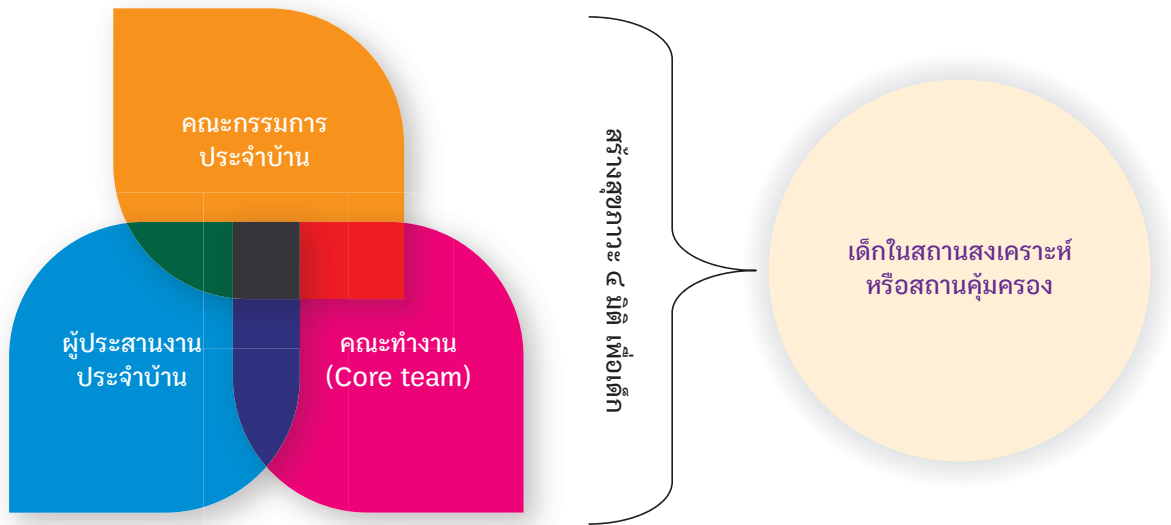 คณะกรรมการ
ประจำบ้าน
ผู้ประสานงาน
ประจำบ้าน
คณะทำงาน
(Core team)
สร้างสุขภาวะ ๔ มิติ เพื่อเด็ก
เด็กในสถานสงเคราะห์
หรือสถานคุ้มครอง